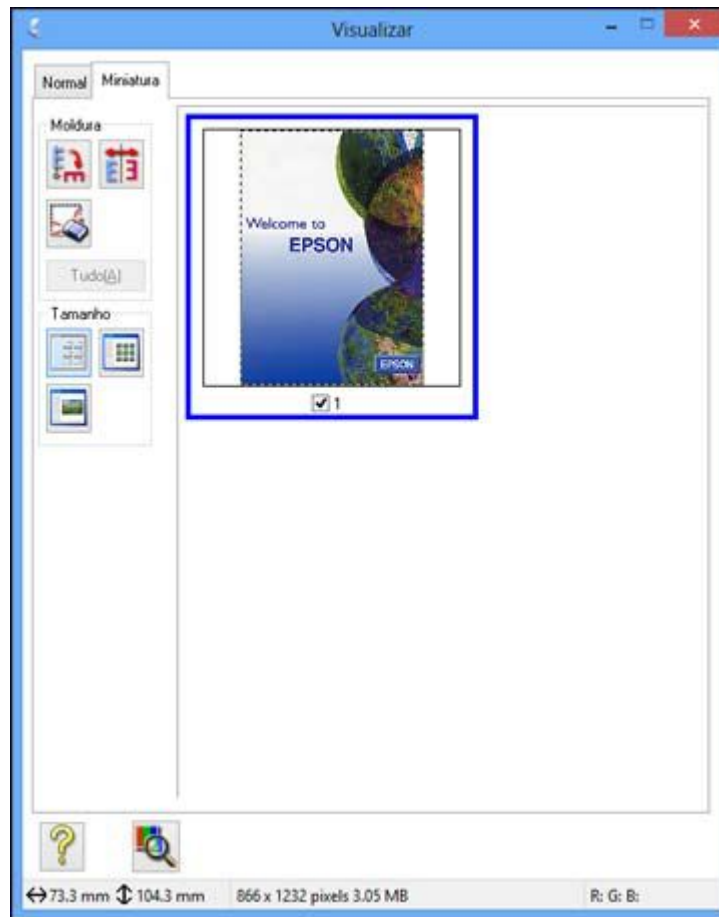 Visualizar
Normal
Miniatura
Moldura
Tudo(A)
Tamanho
Welcome to
EPSON
EPSON
1
73.3 mm 104.3 mm 866 x 1232 pixels 3.05 MB R: G: B: